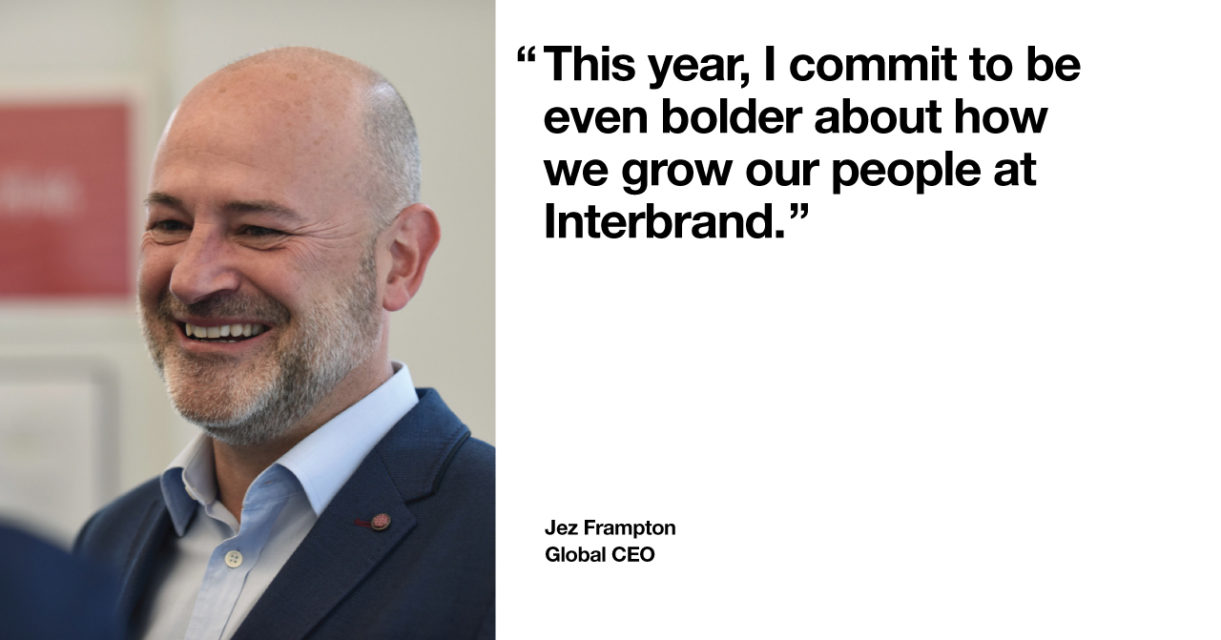 “This year, I commit to be
even bolder about how
we grow our people at
Interbrand.”
Jez Frampton
Global CEO